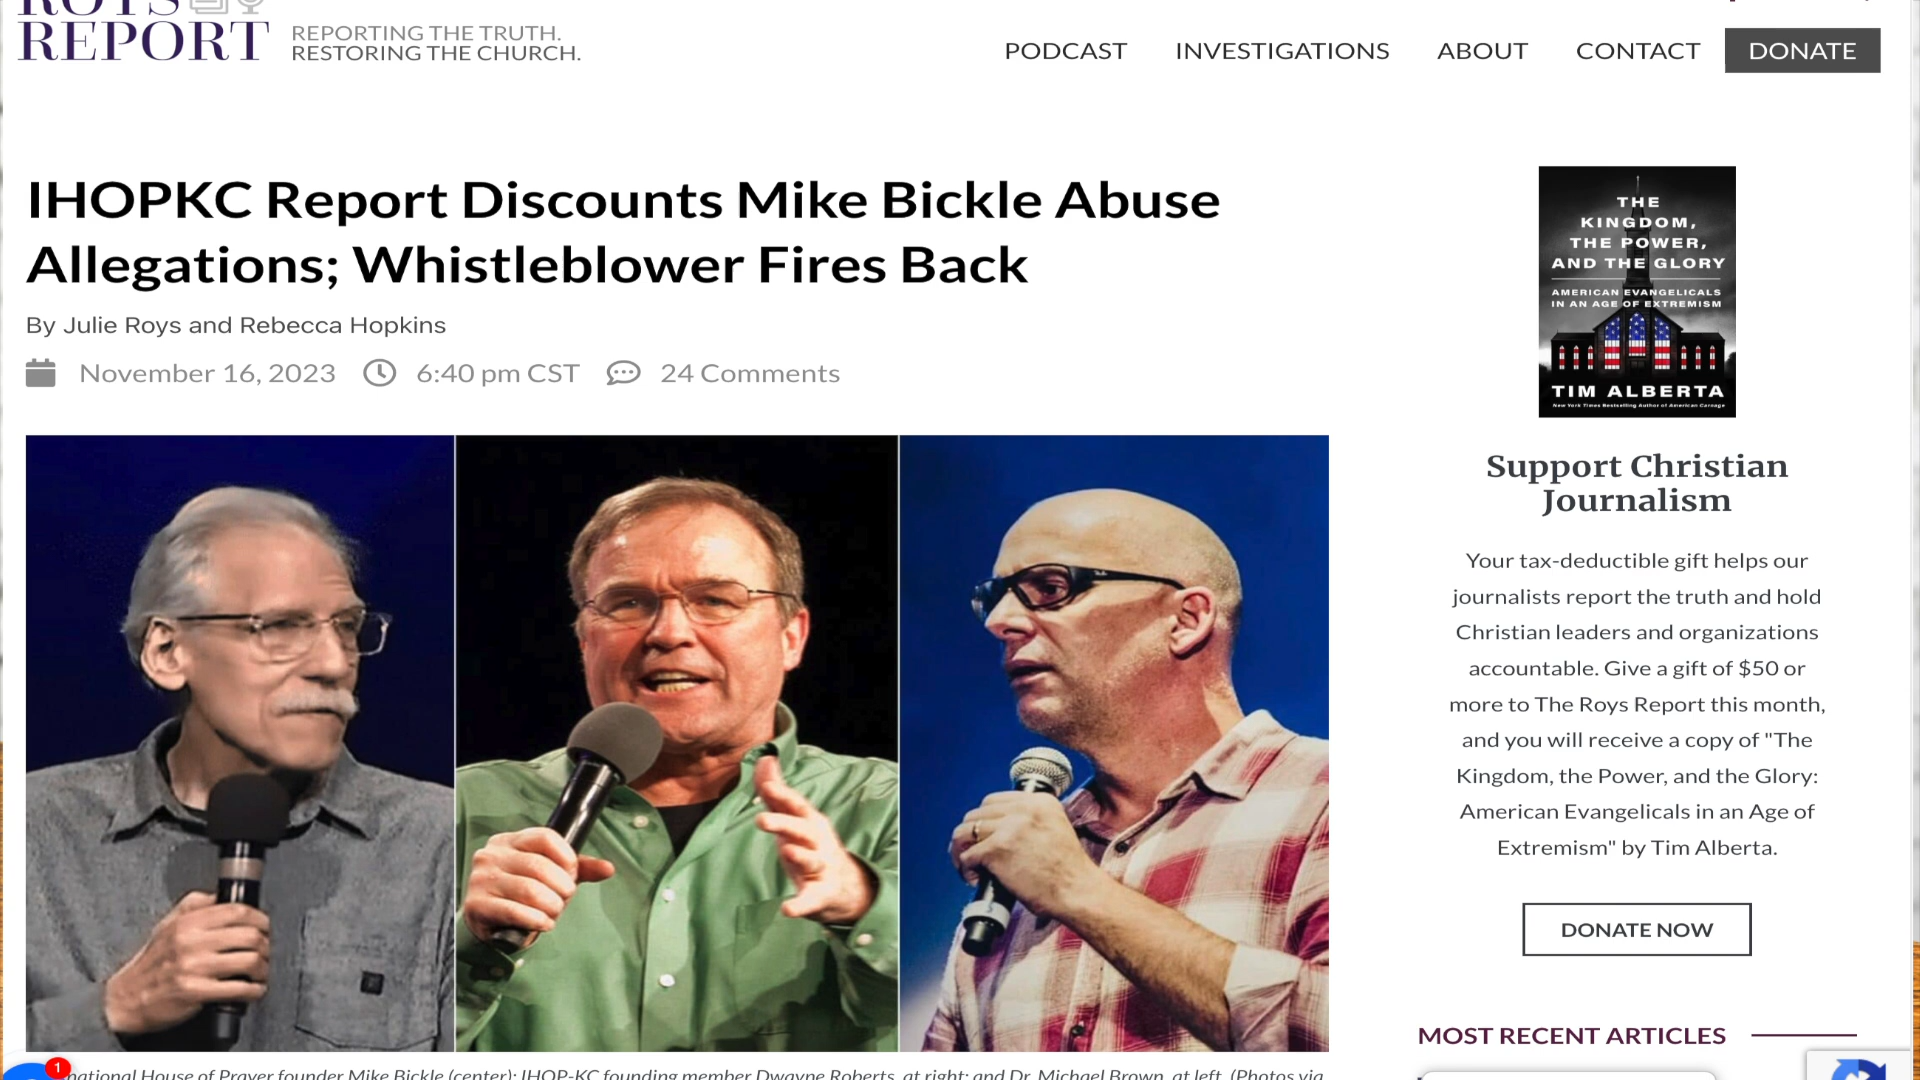 ROYS
REPORT
REPORTING THE TRUTH.
RESTORING THE CHURCH.
PODCAST
INVESTIGATIONS
ABOUT
CONTACT
DONATE
IHOPKC Report Discounts Mike Bickle Abuse
Allegations; Whistleblower Fires Back
By Julie Roys and Rebecca Hopkins
November 16, 2023
6:40 pm CST
24 Comments
national House of Prayer founder Mike Bickle (center); IHOP-KC founding member Dwayne Roberts, at right; and Dr. Michael Brown, at left. (Photos via
1
THE
KINGDOM,
THE POWER,
AND THE GLORY
AMERICAN EVANGELICALS
IN AN AGE OF EXTREMISM
TIM ALBERTA
New York Times Bestselling Author of American Carnage
Support Christian
Journalism
Your tax-deductible gift helps our
journalists report the truth and hold
Christian leaders and organizations
accountable. Give a gift of $50 or
more to The Roys Report this month,
and you will receive a copy of "The
Kingdom, the Power, and the Glory:
American Evangelicals in an Age of
Extremism" by Tim Alberta.
DONATE NOW
MOST RECENT ARTICLES